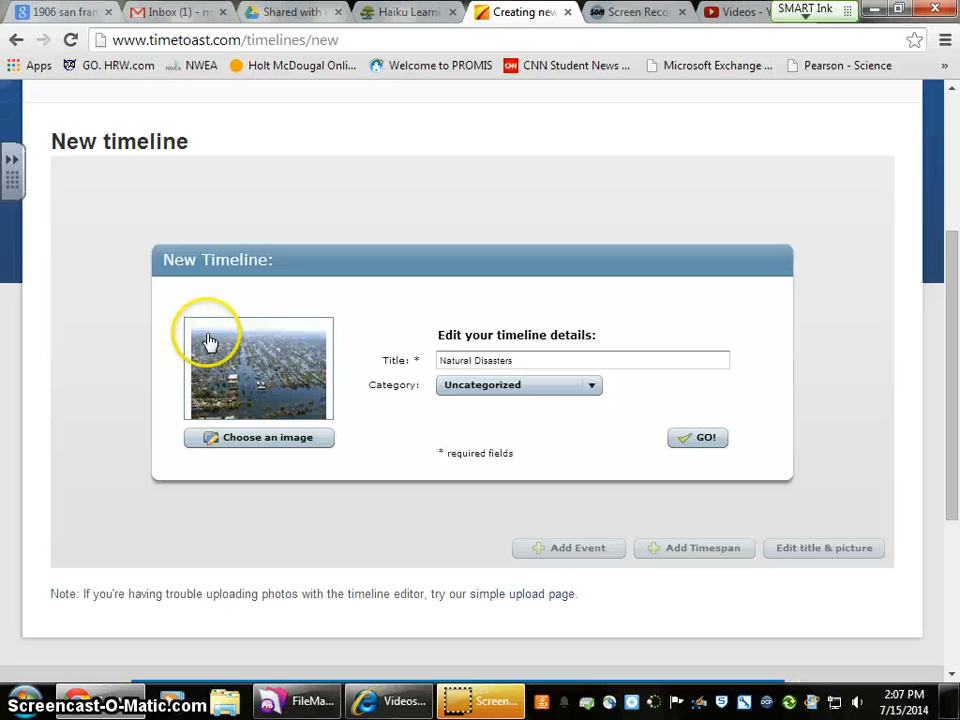 1906 san fran
Inbox (1) - m
Shared with
Haiku Learni
Creating new
Screen Reco
Videos - Y
SMART Ink
www.timetoast.com/timelines/new
Apps
GO. HRW.com
NWEA
Holt McDougal Onli...
Welcome to PROMIS
CNN Student News ...
Microsoft Exchange ...
Pearson - Science
»
New timeline
New Timeline:
Edit your timeline details:
Title: * Natural Disasters
Category: Uncategorized
Choose an image
GO!
* required fields
Add Event
Add Timespan
Edit title & picture
Note: If you're having trouble uploading photos with the timeline editor, try our simple upload page.
FileMa...
Videos...
Screen...
2:07 PM
7/15/2014
Screencast-O-Matic.com